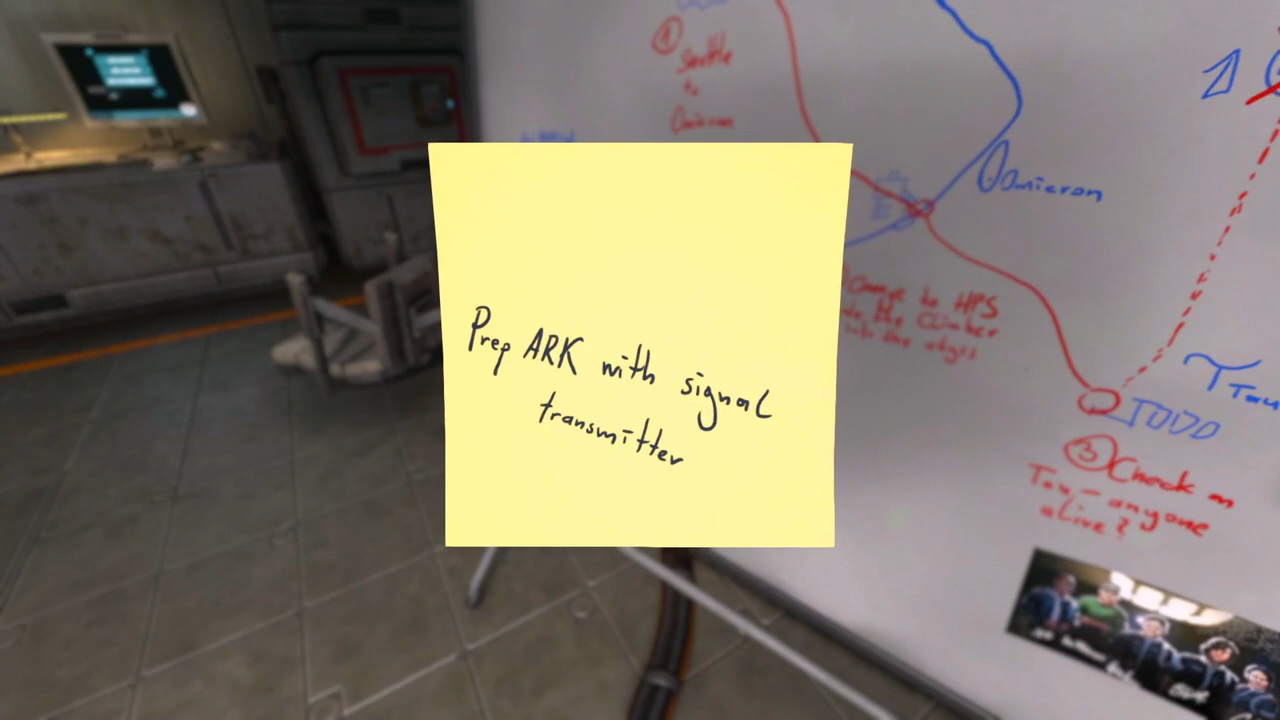 Prep ARK with signal
transmitter
①
Seattle
to
Omicron
Omicron
Change to HPS
the Climber
into the abyss
Tau
TODO
③ Check on
Tau - anyone
alive?